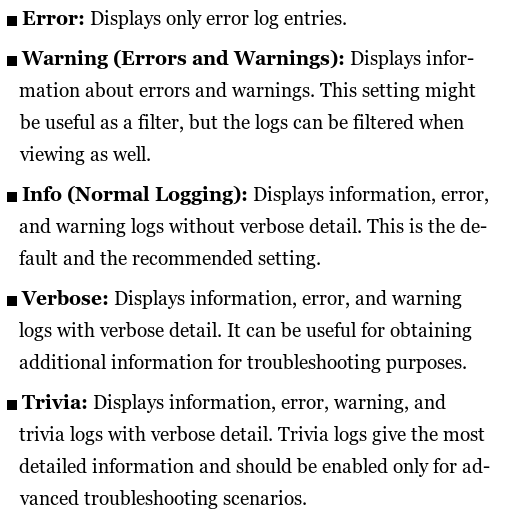 ■ Error: Displays only error log entries.
■ Warning (Errors and Warnings): Displays infor-
mation about errors and warnings. This setting might
be useful as a filter, but the logs can be filtered when
viewing as well.
■ Info (Normal Logging): Displays information, error,
and warning logs without verbose detail. This is the de-
fault and the recommended setting.
■ Verbose: Displays information, error, and warning
logs with verbose detail. It can be useful for obtaining
additional information for troubleshooting purposes.
■ Trivia: Displays information, error, warning, and
trivia logs with verbose detail. Trivia logs give the most
detailed information and should be enabled only for ad-
vanced troubleshooting scenarios.